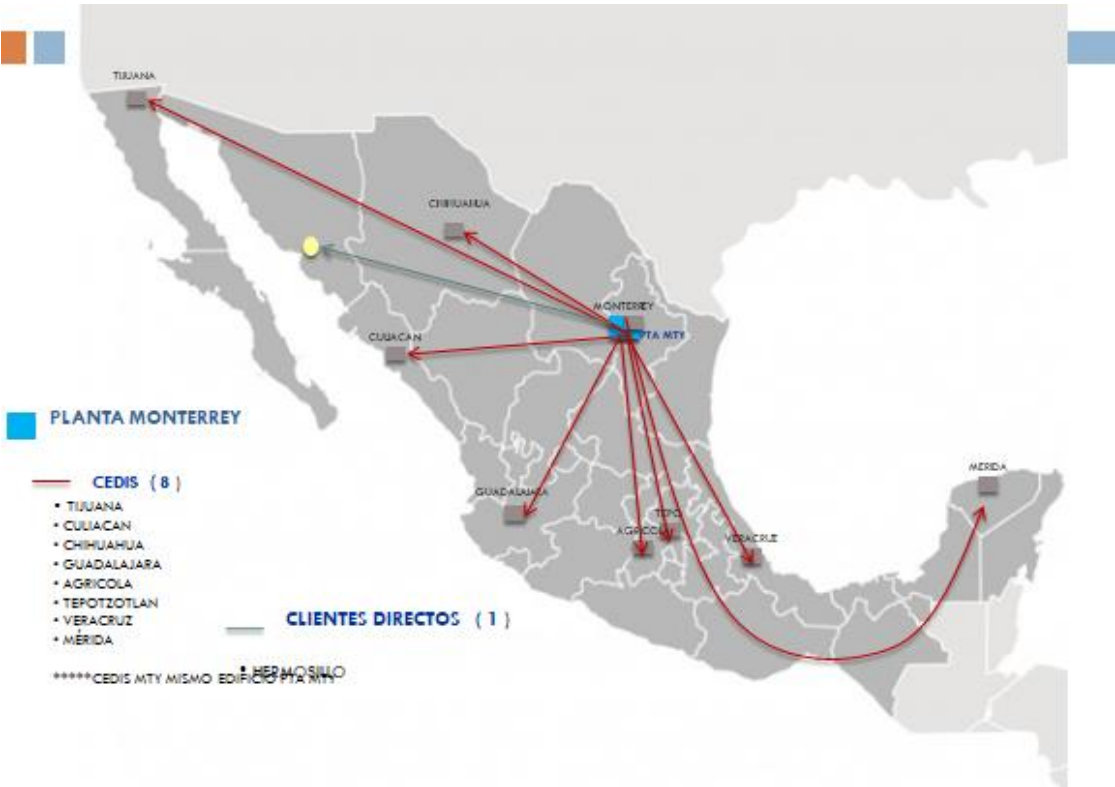 TIJUANA
CHIHUAHUA
MONTERREY
PTA MTY
CULIACAN
PLANTA MONTERREY
MERIDA
CEDIS ( 8 )
GUADALAJARA
• TIJUANA
• CULIACAN
• CHIHUAHUA
• GUADALAJARA
• AGRICOLA
• TEPOTZOTLAN
• VERACRUZ
• MÉRIDA
TEPO
AGRICOLA
VERACRUZ
CLIENTES DIRECTOS ( 1 )
• HERMOSILLO
*****CEDIS MTY MISMO EDIFICIO PTA MTY